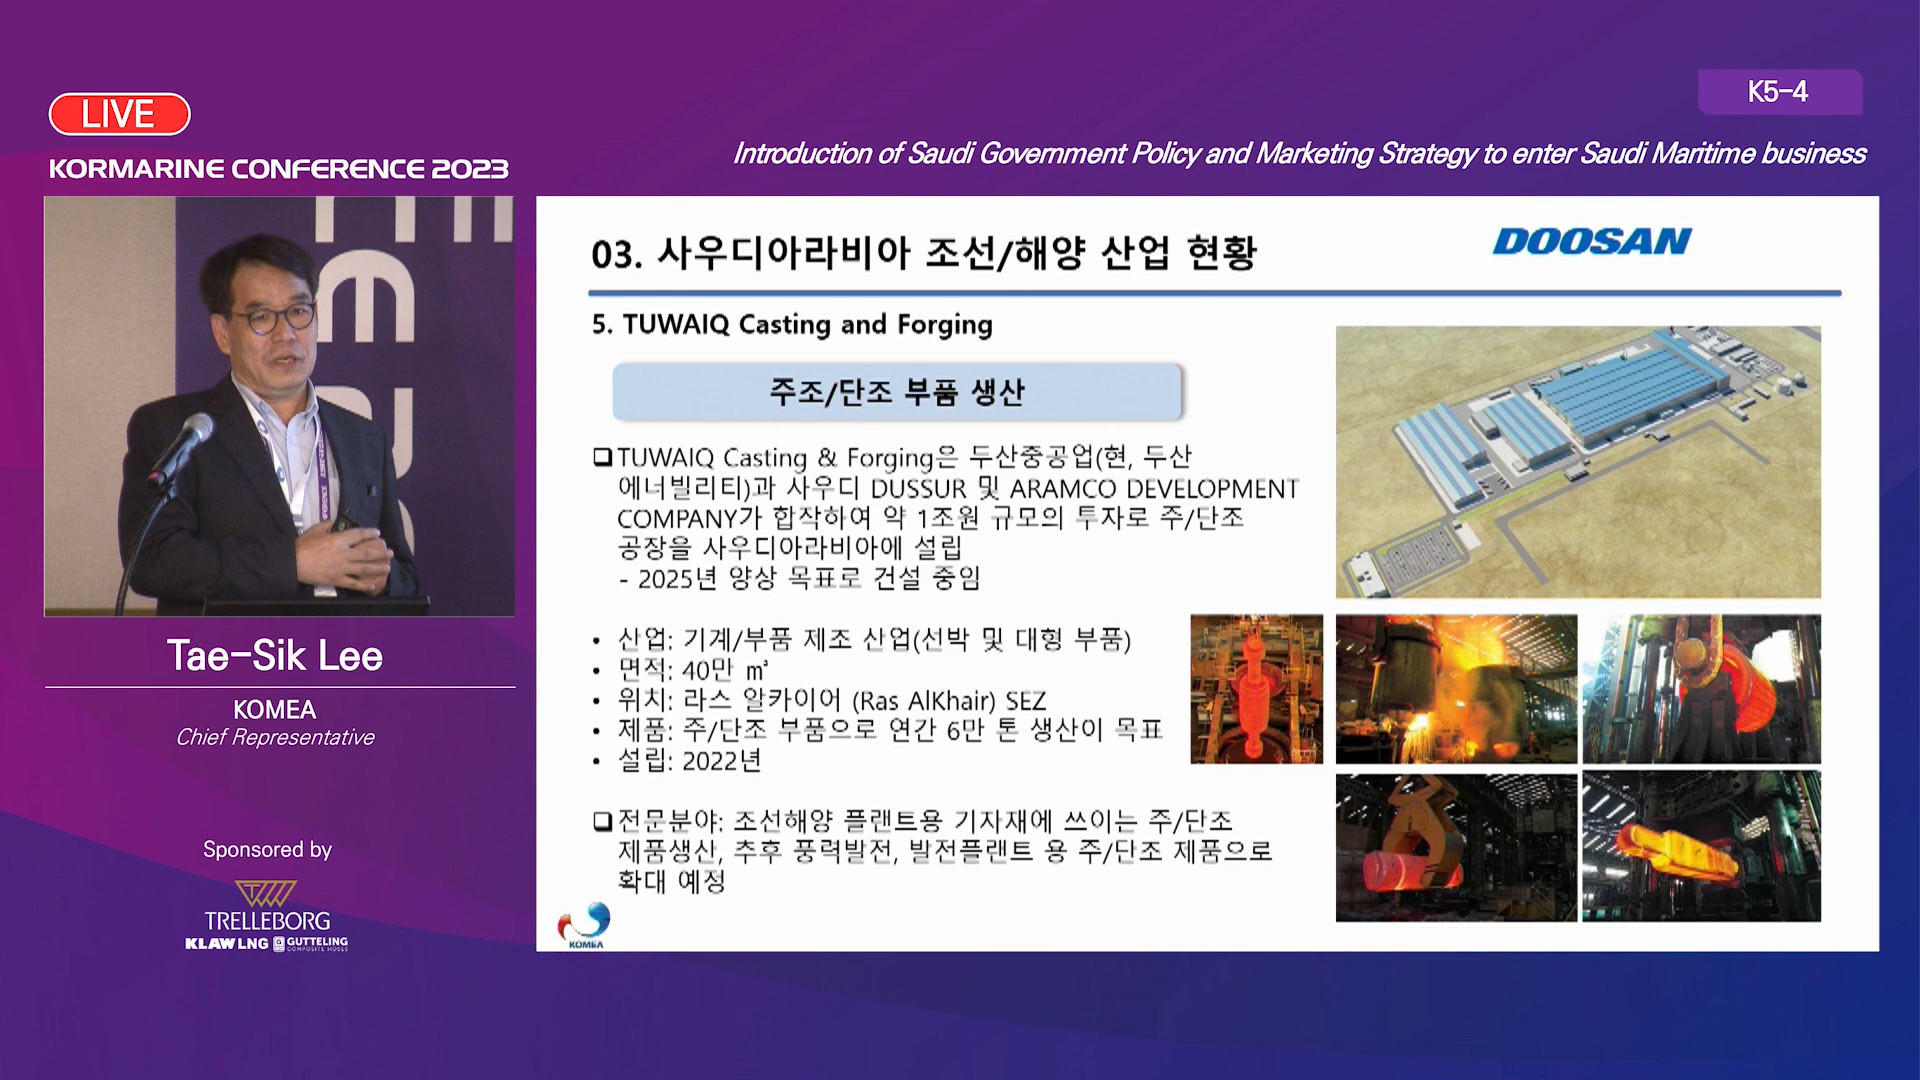 LIVE
KORMARINE CONFERENCE 2023
K5-4
Introduction of Saudi Government Policy and Marketing Strategy to enter Saudi Maritime business
Tae-Sik Lee
KOMEA
Chief Representative
Sponsored by
TRELLEBORG
KLAW LNG GUTTELING
COMPOSITE HOSES
03. 사우디아라비아 조선/해양 산업 현황
DOOSAN
5. TUWAIQ Casting and Forging
주조/단조 부품 생산
❑TUWAIQ Casting & Forging은 두산중공업(현, 두산
에너빌리티)과 사우디 DUSSUR 및 ARAMCO DEVELOPMENT
COMPANY가 합작하여 약 1조원 규모의 투자로 주/단조
공장을 사우디아라비아에 설립
- 2025년 양상 목표로 건설 중임
• 산업: 기계/부품 제조 산업(선박 및 대형 부품)
• 면적: 40만 ㎡
• 위치: 라스 알카이어 (Ras AlKhair) SEZ
• 제품: 주/단조 부품으로 연간 6만 톤 생산이 목표
• 설립: 2022년
❑전문분야: 조선해양 플랜트용 기자재에 쓰이는 주/단조
제품생산, 추후 풍력발전, 발전플랜트 용 주/단조 제품으로
확대 예정
KOMEA